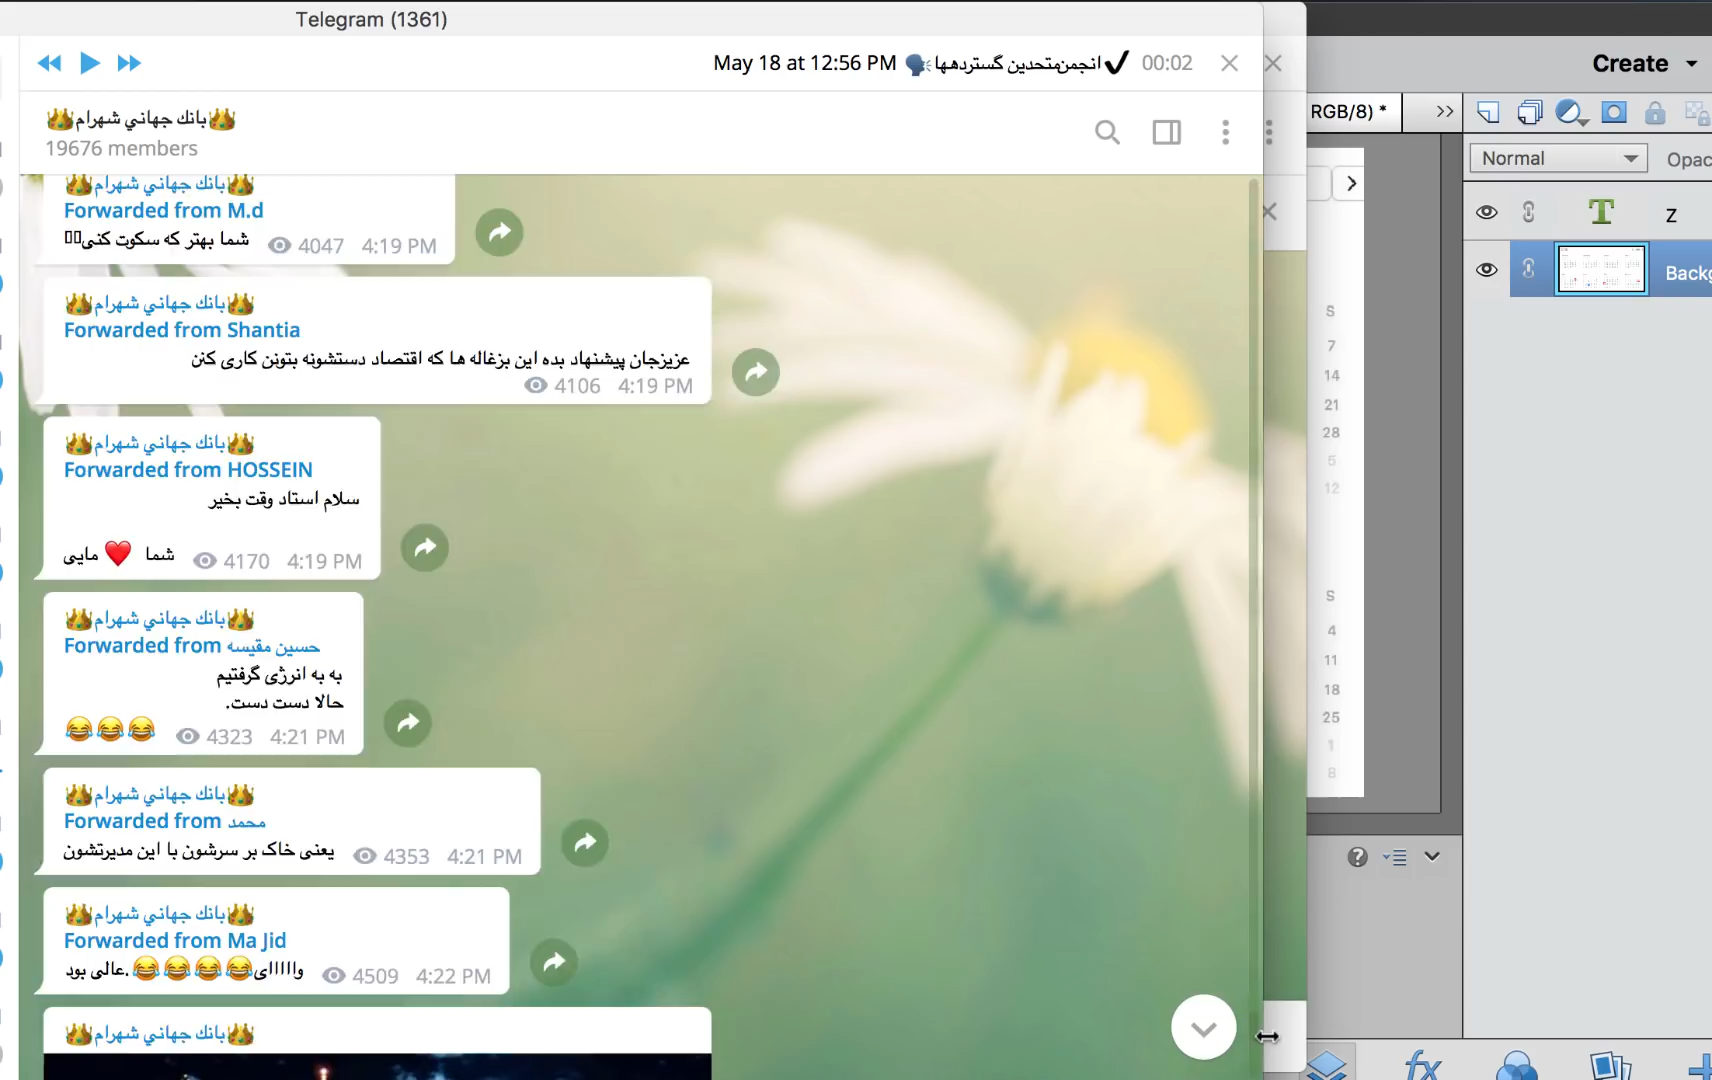 Telegram (1361)
May 18 at 12:56 PM 🗣انجمن‌متحدین گسترده‌ها✔ 00:02
👑بانك جهاني شهرام👑
19676 members
👑بانك جهاني شهرام👑
Forwarded from M.d
شما بهتر که سکوت کنی
4047 4:19 PM
👑بانك جهاني شهرام👑
Forwarded from Shantia
عزیزجان پیشنهاد بده این بزغاله ها که اقتصاد دستشونه بتونن کاری کنن
4106 4:19 PM
👑بانك جهاني شهرام👑
Forwarded from HOSSEIN
سلام استاد وقت بخیر
شما ❤️ مایی
4170 4:19 PM
👑بانك جهاني شهرام👑
Forwarded from حسین مقیسه
به به انرژی گرفتیم
حالا دست دست.
😂😂😂
4323 4:21 PM
👑بانك جهاني شهرام👑
Forwarded from محمد
یعنی خاک بر سرشون با این مدیرتشون
4353 4:21 PM
👑بانك جهاني شهرام👑
Forwarded from Ma Jid
وااااای😂😂😂😂.عالی بود
4509 4:22 PM
👑بانك جهاني شهرام👑
Create
RGB/8) *
Normal
Opac
Z
Backg
S
7
14
21
28
5
12
S
4
11
18
25
1
8
fx